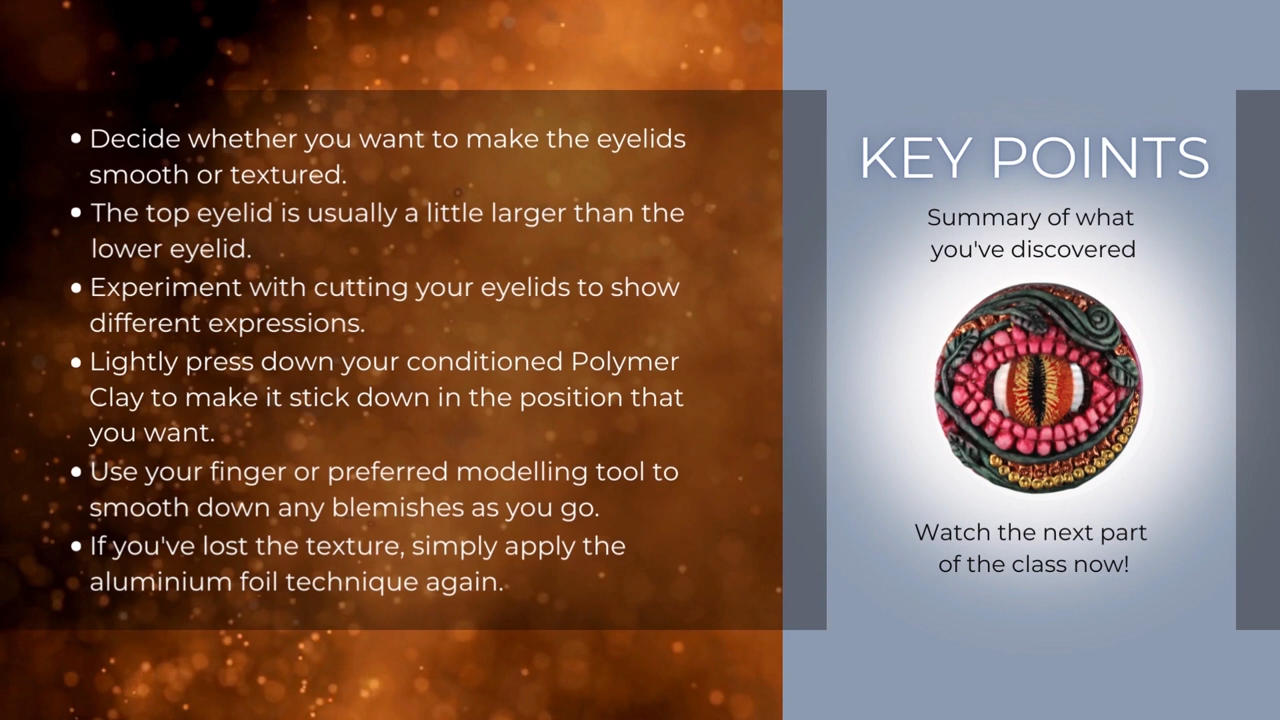 • Decide whether you want to make the eyelids
smooth or textured.
• The top eyelid is usually a little larger than the
lower eyelid.
• Experiment with cutting your eyelids to show
different expressions.
• Lightly press down your conditioned Polymer
Clay to make it stick down in the position that
you want.
• Use your finger or preferred modelling tool to
smooth down any blemishes as you go.
• If you've lost the texture, simply apply the
aluminium foil technique again.
KEY POINTS
Summary of what
you've discovered
Watch the next part
of the class now!